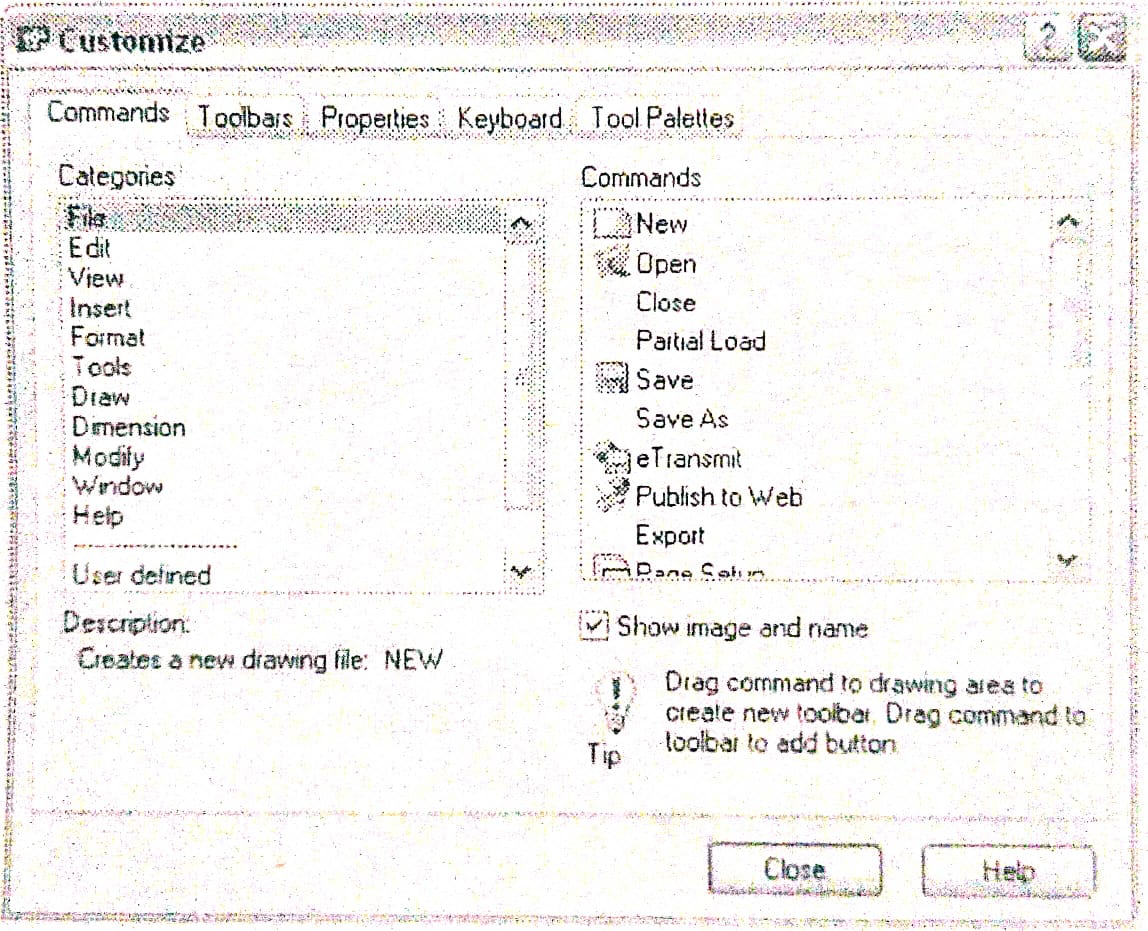 Customize
Commands Toolbars Properties Keyboard Tool Palettes
Categories
File
Edit
View
Insert
Format
Tools
Draw
Dimension
Modify
Window
Help
User defined
Description:
Creates a new drawing file: NEW
Commands
New
Open
Close
Partial Load
Save
Save As
eTransmit
Publish to Web
Export
Page Setup
Show image and name
Tip
Drag command to drawing area to
create new toolbar. Drag command to
toolbar to add button.
Close Help